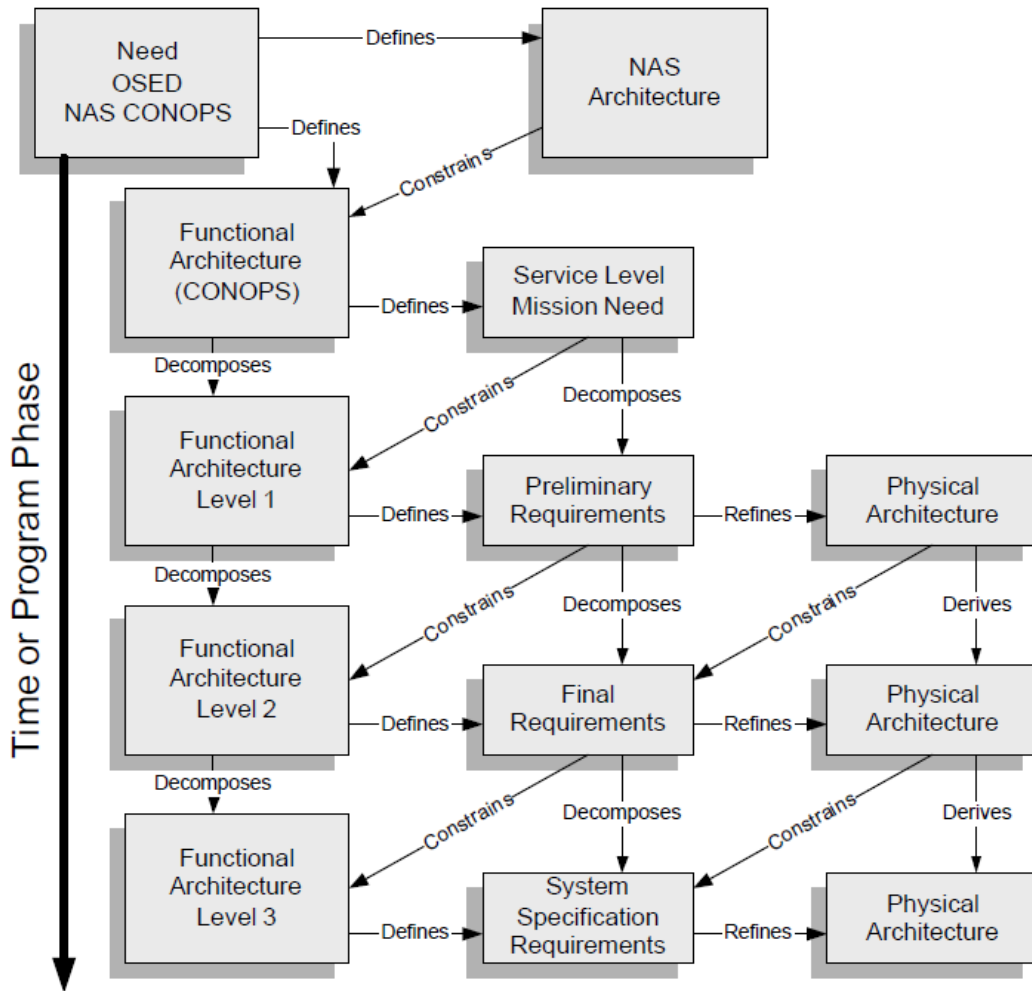 Need
OSED
NAS CONOPS
Defines
NAS
Architecture
Defines
Constrains
Functional
Architecture
(CONOPS)
Defines
Service Level
Mission Need
Decomposes
Constrains
Decomposes
Time or Program Phase
Functional
Architecture
Level 1
Defines
Preliminary
Requirements
Refines
Physical
Architecture
Decomposes
Constrains
Decomposes
Constrains
Derives
Functional
Architecture
Level 2
Defines
Final
Requirements
Refines
Physical
Architecture
Decomposes
Constrains
Decomposes
Constrains
Derives
Functional
Architecture
Level 3
Defines
System
Specification
Requirements
Refines
Physical
Architecture